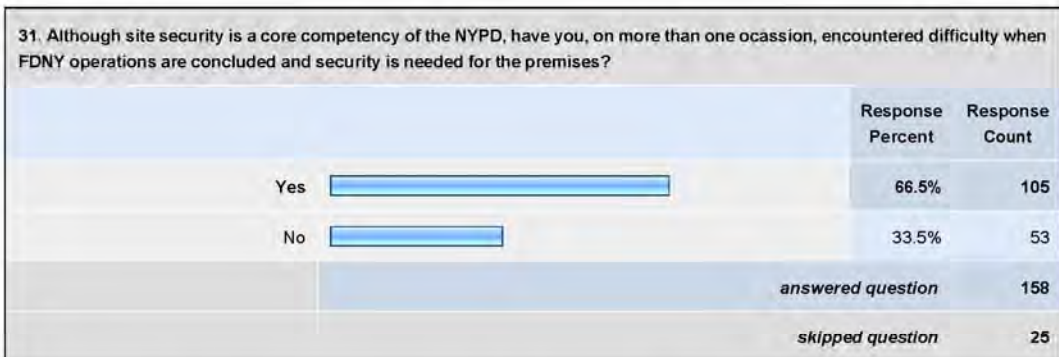 31. Although site security is a core competency of the NYPD, have you, on more than one ocassion, encountered difficulty when
FDNY operations are concluded and security is needed for the premises?
Response Percent Response Count
Yes 66.5% 105
No 33.5% 53
answered question 158
skipped question 25